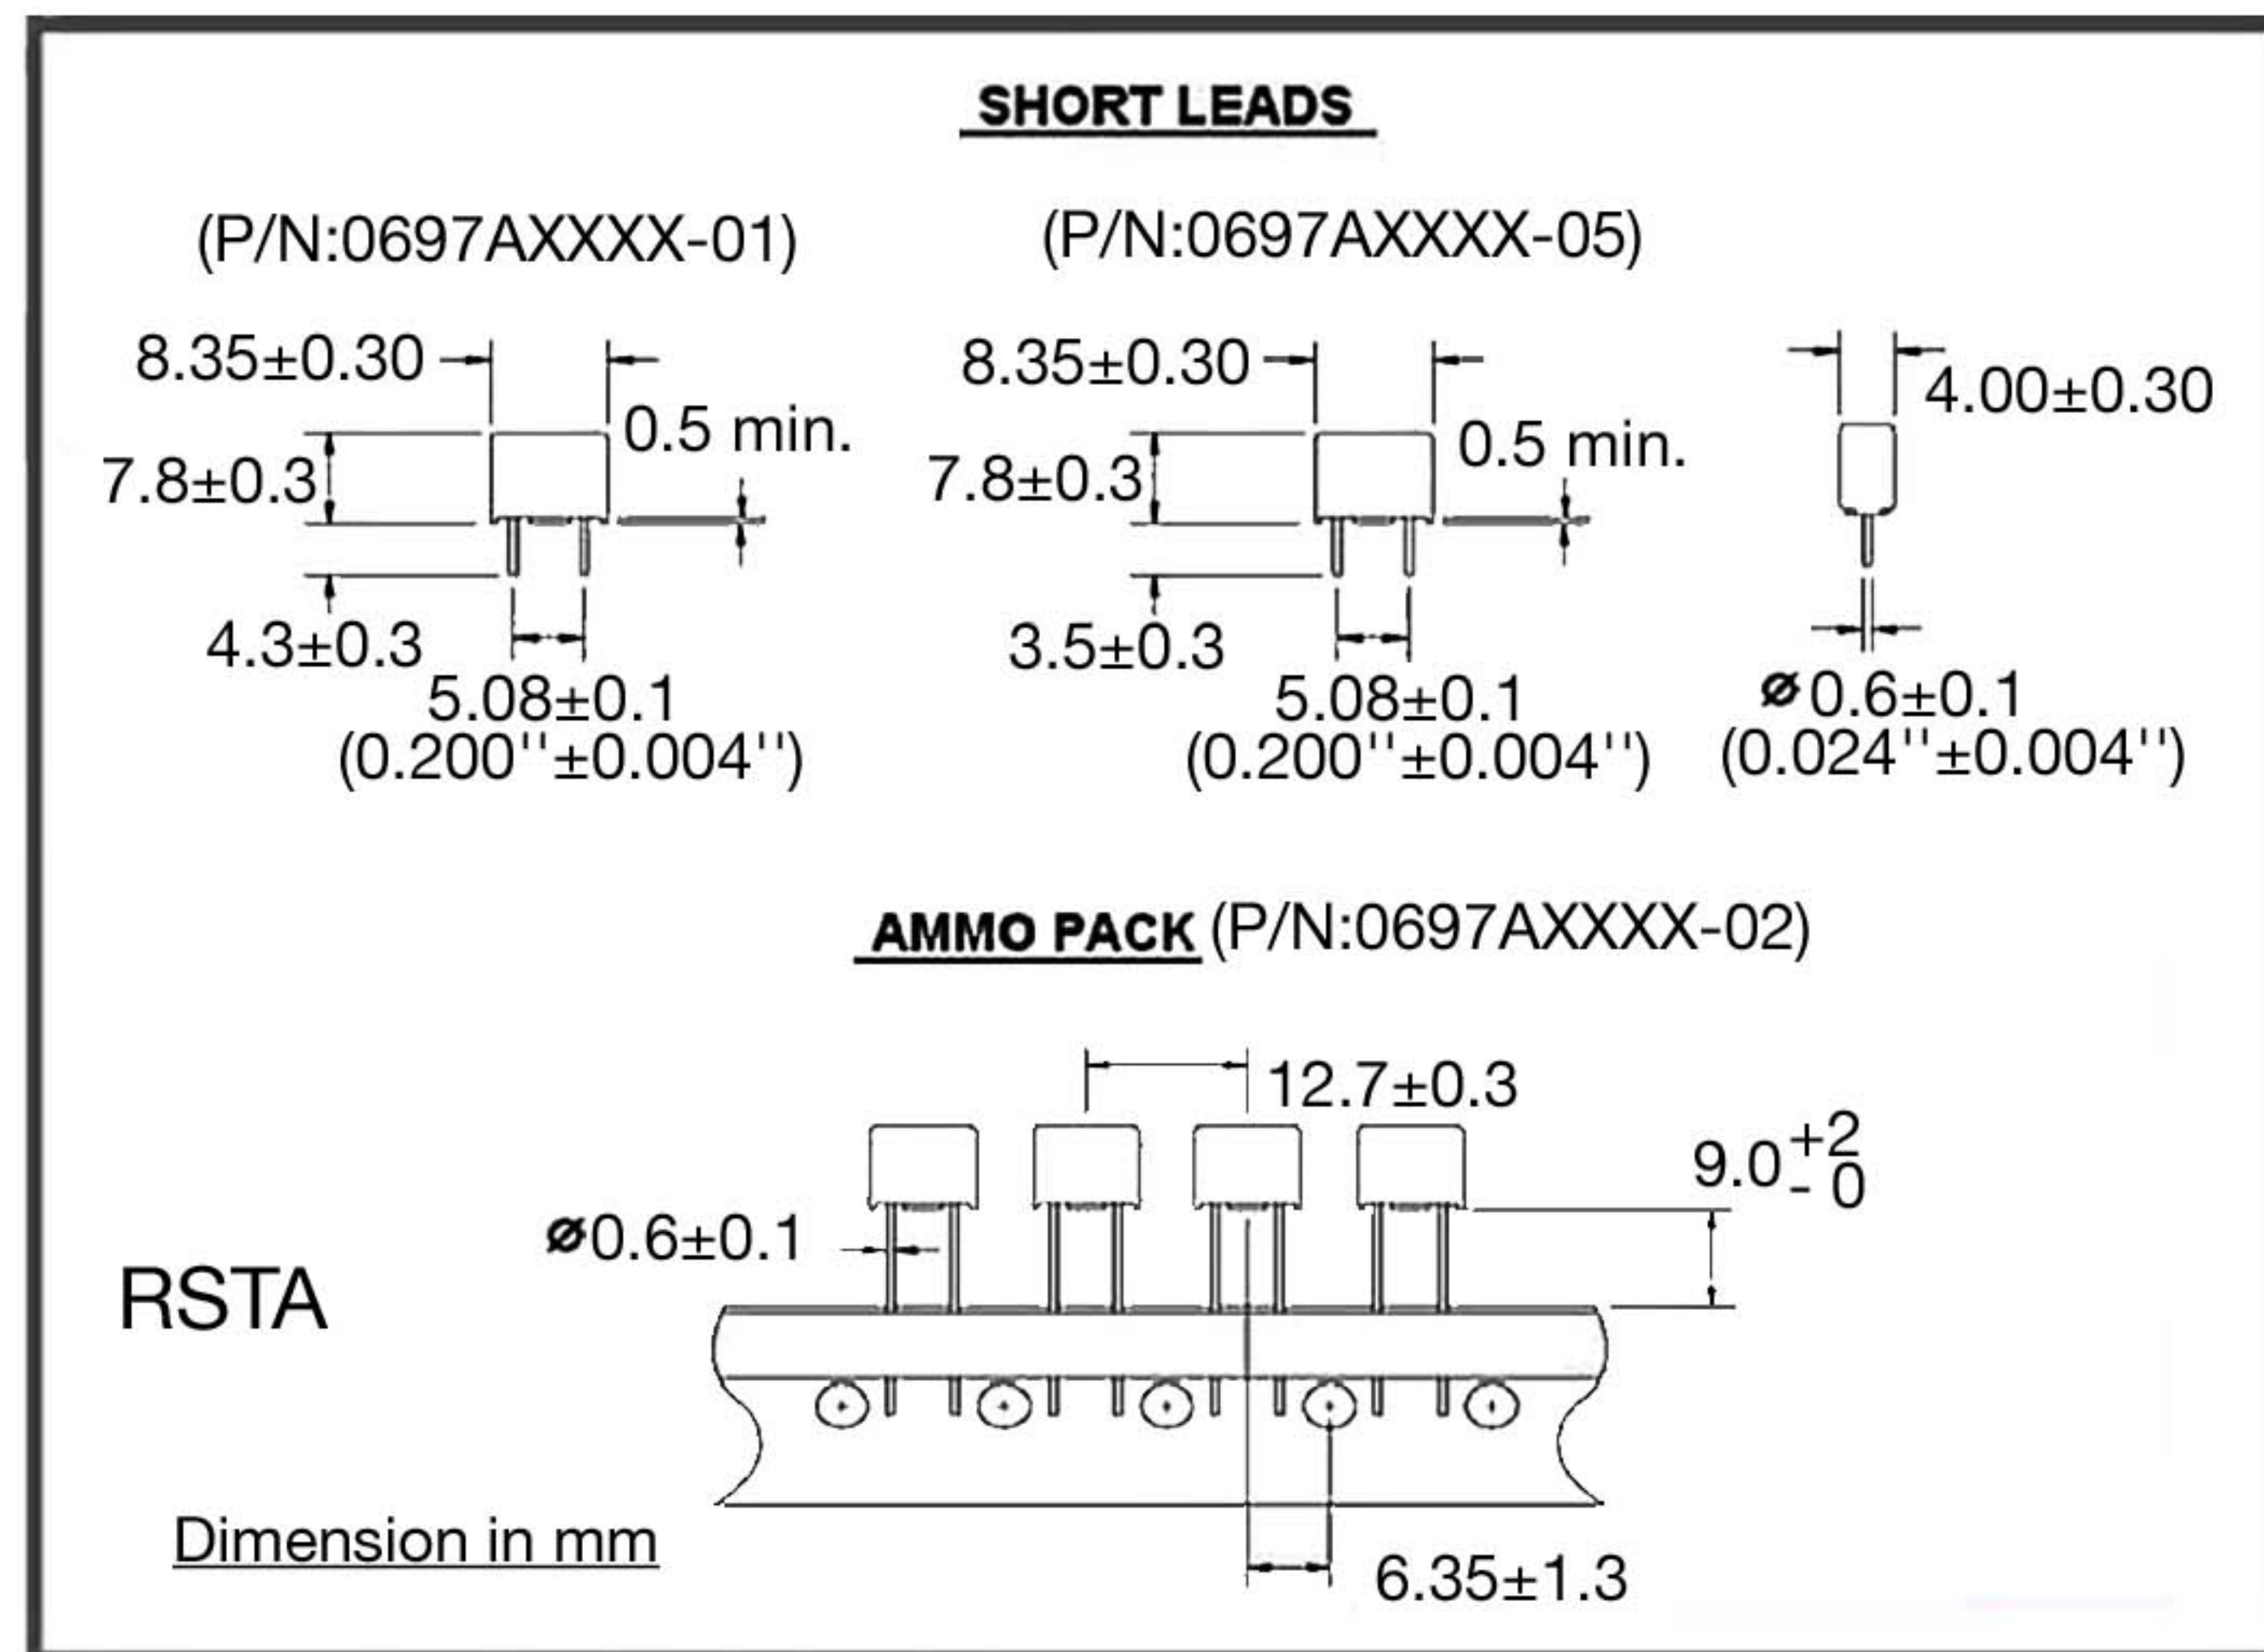 SHORT LEADS
(P/N:0697AXXXX-01)
(P/N:0697AXXXX-05)
8.35±0.30
0.5 min.
7.8±0.3
4.3±0.3
5.08±0.1
(0.200"±0.004")
8.35±0.30
0.5 min.
7.8±0.3
3.5±0.3
5.08±0.1
(0.200"±0.004")
4.00±0.30
ø0.6±0.1
(0.024"±0.004")
AMMO PACK (P/N:0697AXXXX-02)
12.7±0.3
9.0 +2
- 0
ø0.6±0.1
RSTA
Dimension in mm
6.35±1.3